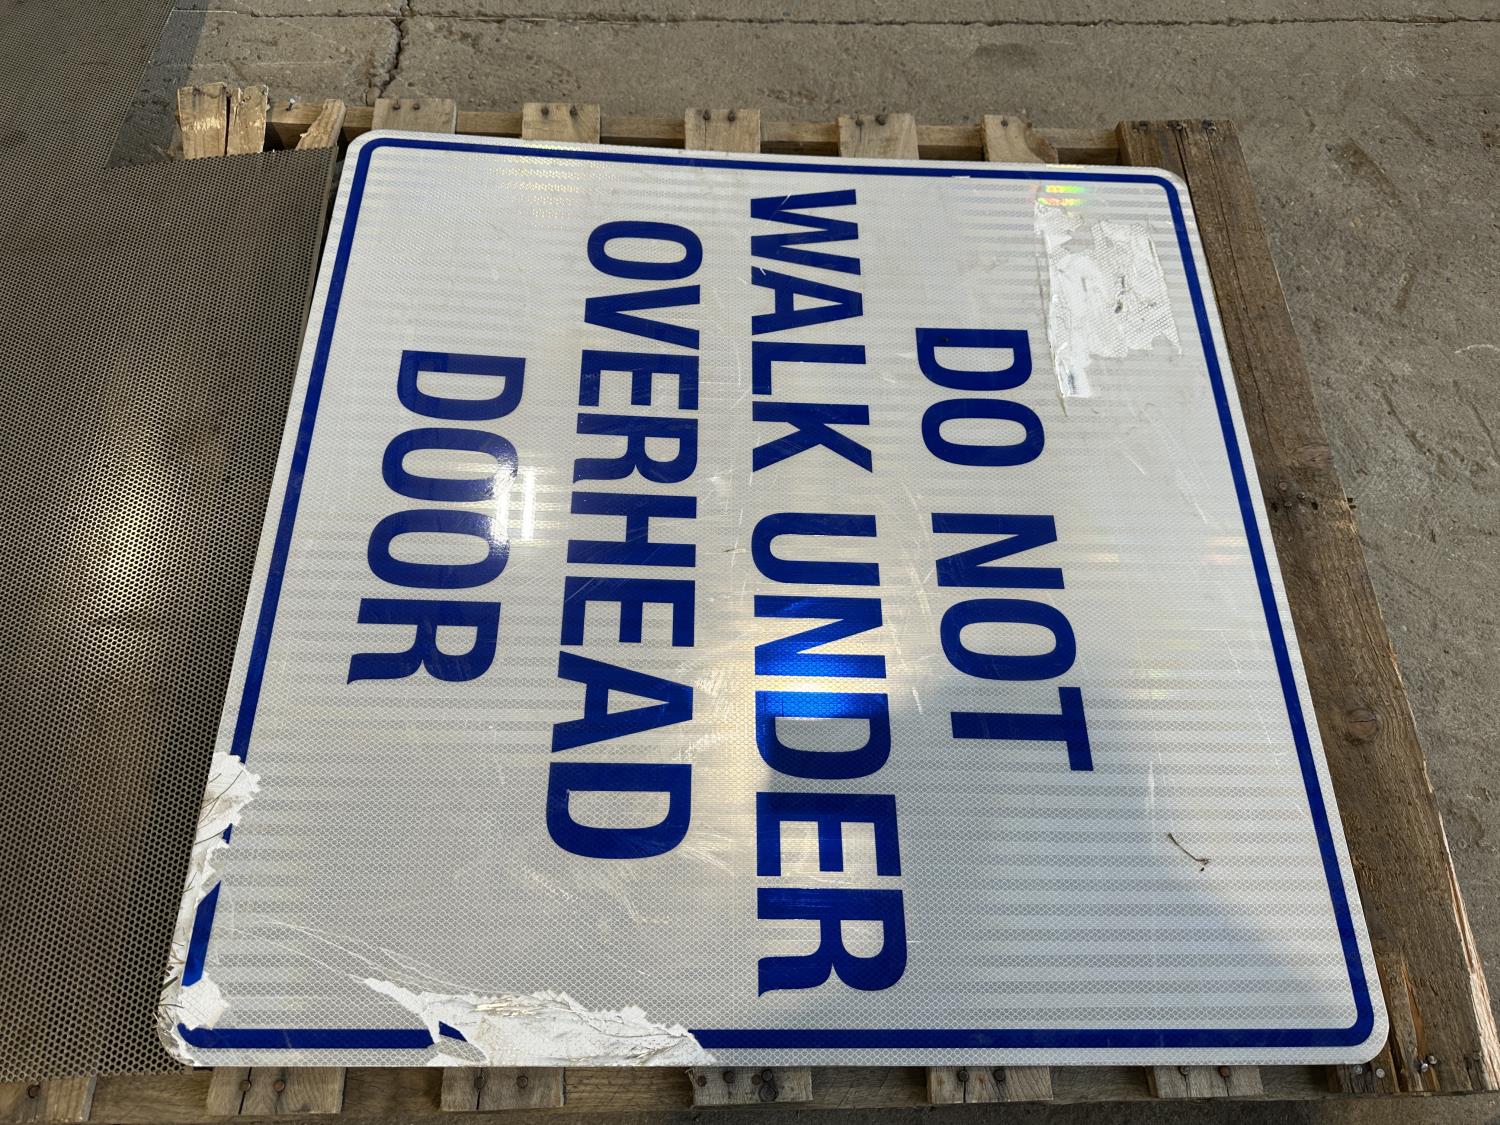 DO NOT
WALK UNDER
OVERHEAD
DOOR